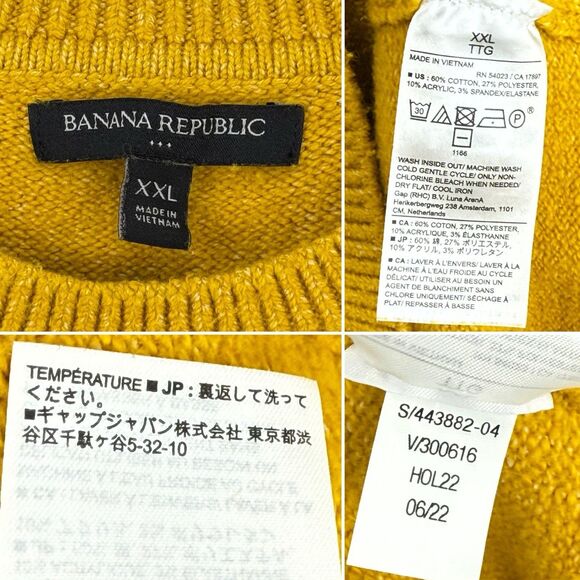 BANANA REPUBLIC
XXL
MADE IN
VIETNAM
XXL
TTG
MADE IN VIETNAM
RN 54023 / CA 17897
■ US : 60% COTTON, 27% POLYESTER,
10% ACRYLIC, 3% SPANDEX/ELASTANE
30
P
1166
WASH INSIDE OUT/ MACHINE WASH
COLD GENTLE CYCLE/ ONLY NON-
CHLORINE BLEACH WHEN NEEDED/
DRY FLAT/ COOL IRON
Gap (RHC) B.V. Luna ArenA
Herikerbergweg 238 Amsterdam, 1101
CM, Netherlands
■ CA : 60% COTTON, 27% POLYESTER,
10% ACRYLIQUE, 3% ÉLASTHANNE
■ JP : 60% 綿, 27% ポリエステル,
10% アクリル, 3% ポリウレタン
■ CA : LAVER À L'ENVERS/ LAVER À LA
MACHINE À L'EAU FROIDE AU CYCLE
DÉLICAT/ UTILISER AU BESOIN UN
AGENT DE BLANCHIMENT SANS
CHLORE UNIQUEMENT/ SÉCHAGE À
PLAT/ REPASSER À BASSE
TEMPÉRATURE ■ JP : 裏返して洗って
ください。
■ギャップジャパン株式会社 東京都渋
谷区千駄ヶ谷5-32-10
TTG
S/443882-04
V/300616
HOL22
06/22